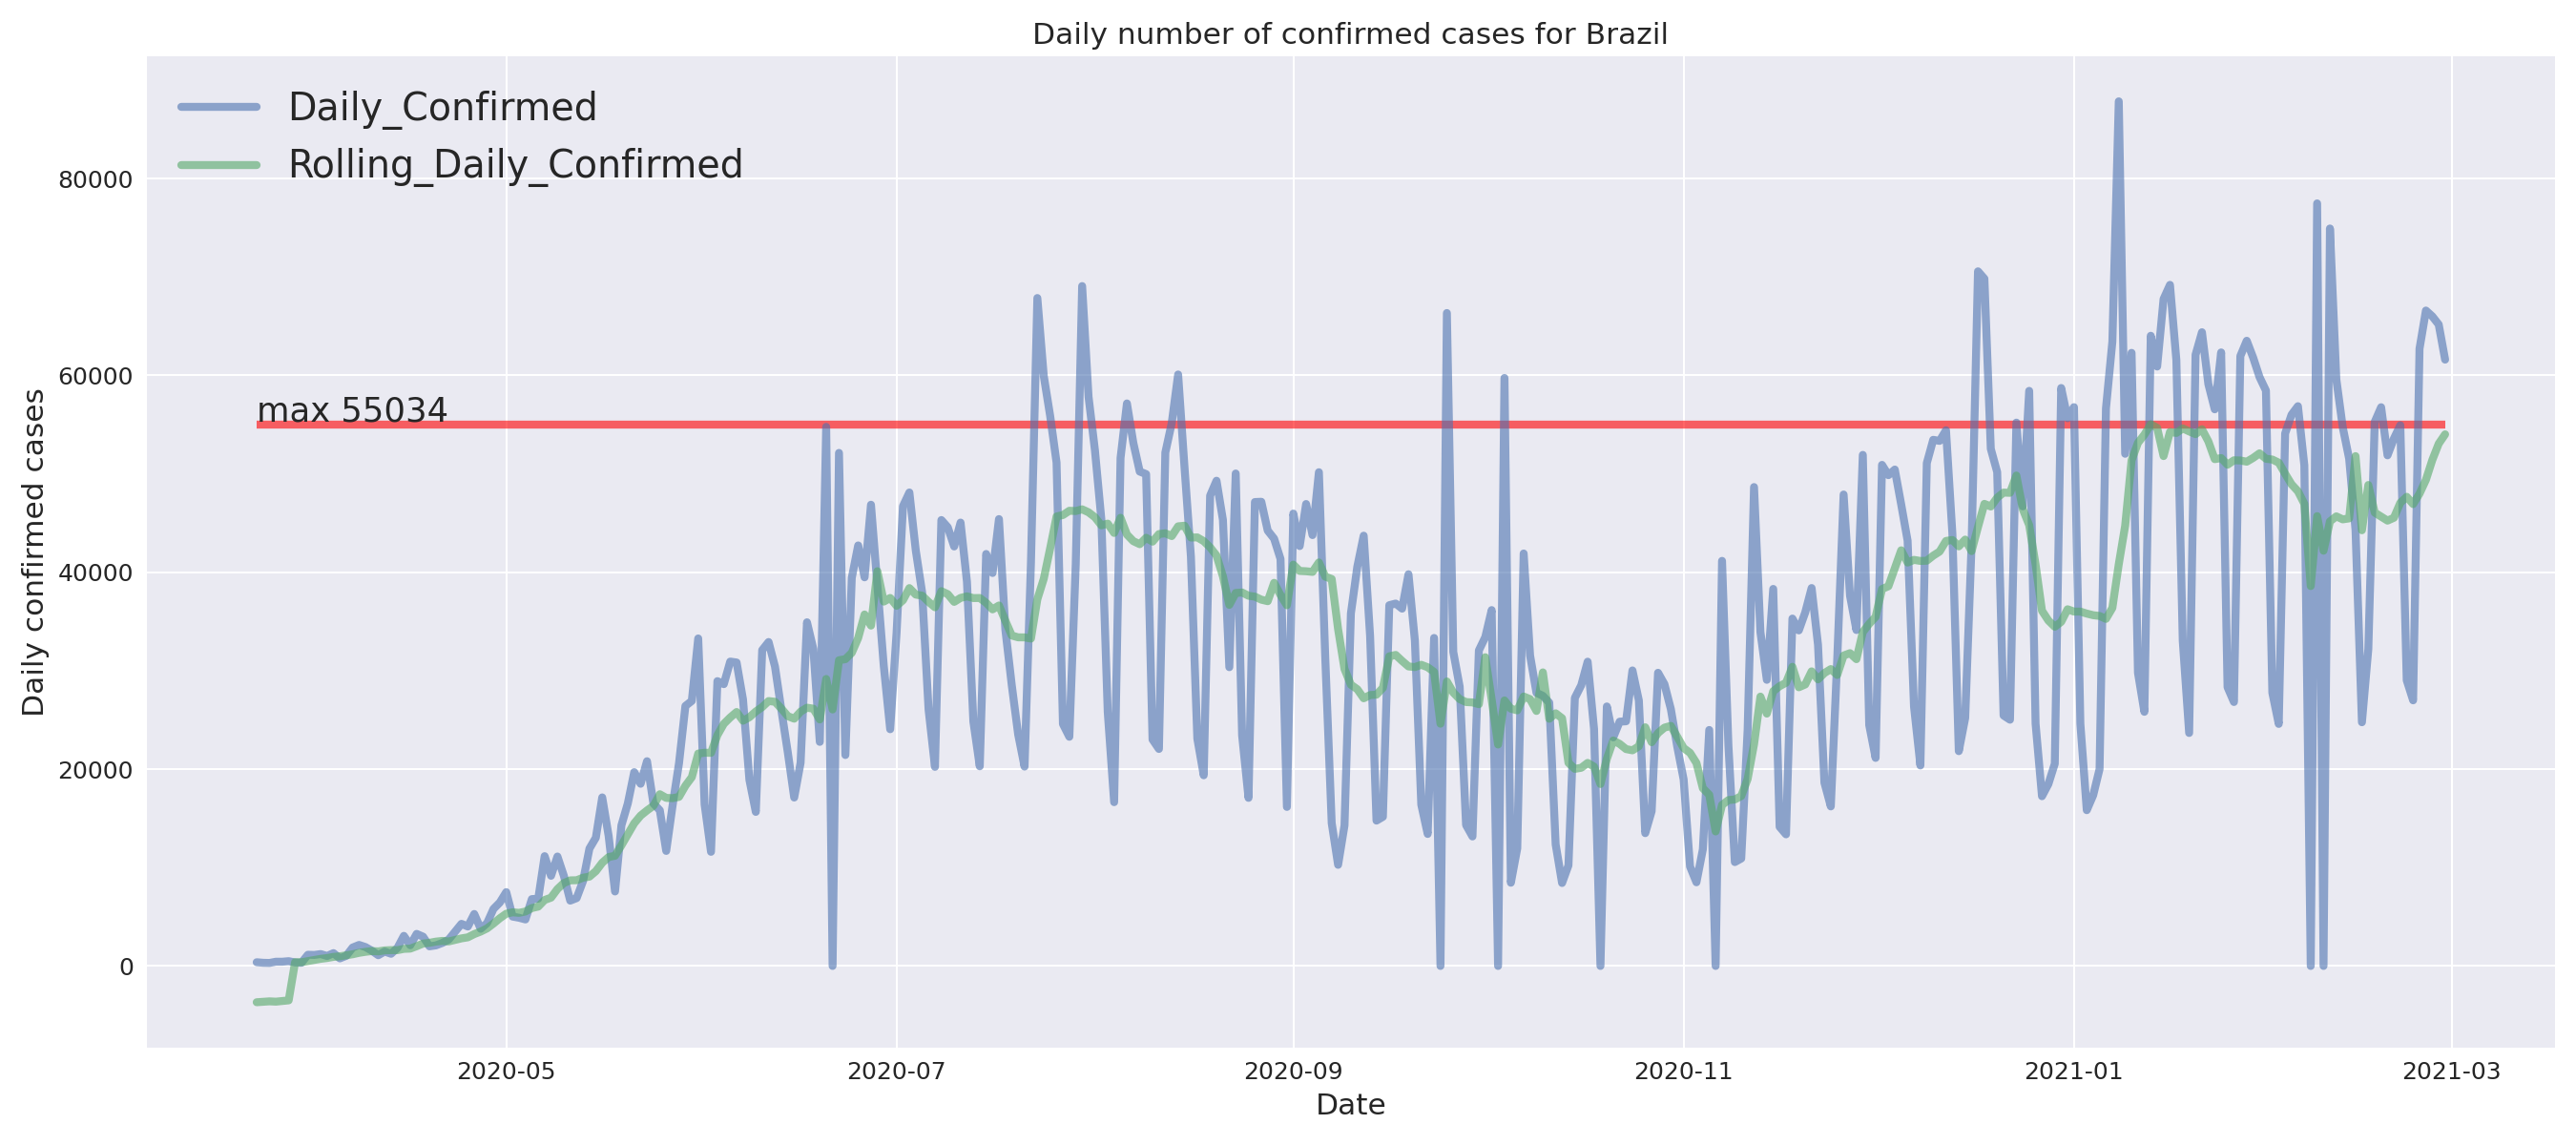 Daily number of confirmed cases for Brazil
Daily_Confirmed
Rolling_Daily_Confirmed
80000
60000
max 55034
40000
20000
0
Daily confirmed cases
2020-05
2020-07
2020-09
2020-11
2021-01
2021-03
Date